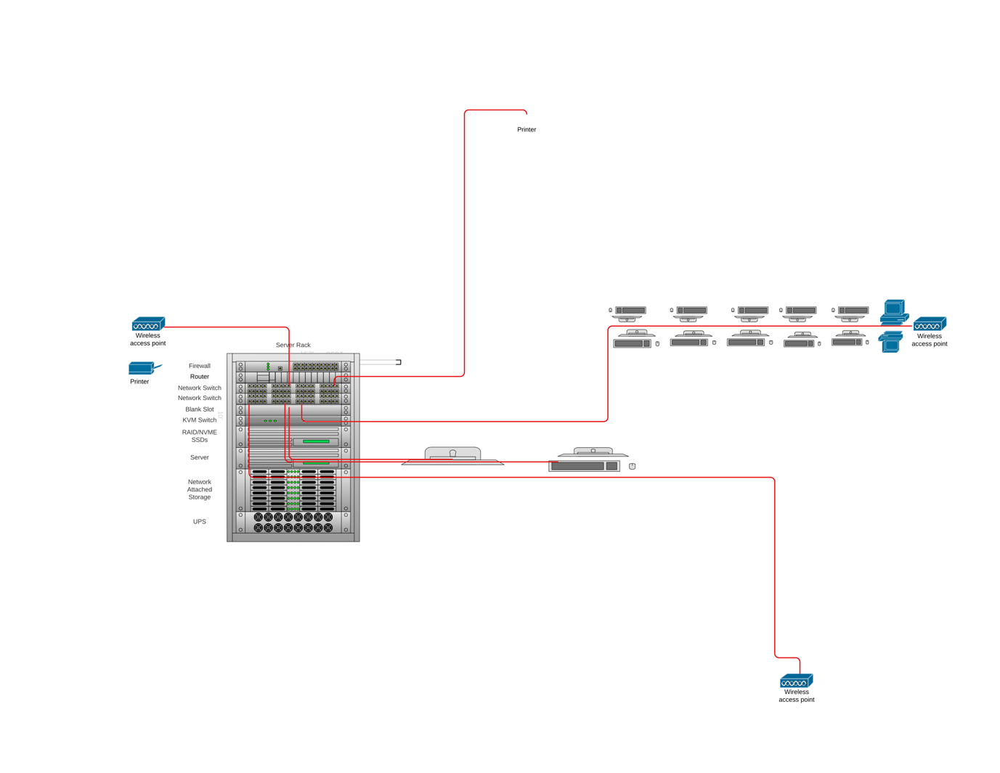 Printer
Wireless
access point
Printer
Server Rack
Firewall
Router
Network Switch
Network Switch
Blank Slot
KVM Switch
RAID/NVME
SSDs
Server
Network
Attached
Storage
UPS
Wireless
access point
Wireless
access point